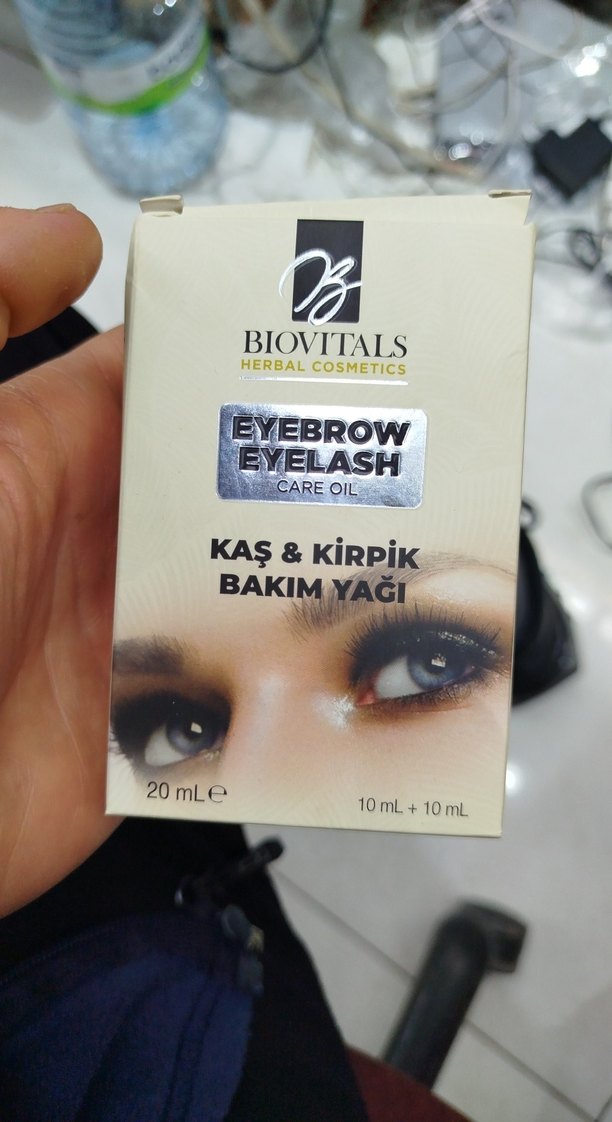 BIOVITALS
HERBAL COSMETICS
EYEBROW
EYELASH
CARE OIL
KAŞ & KİRPİK
BAKIM YAĞI
20 mL ℮
10 mL + 10 mL